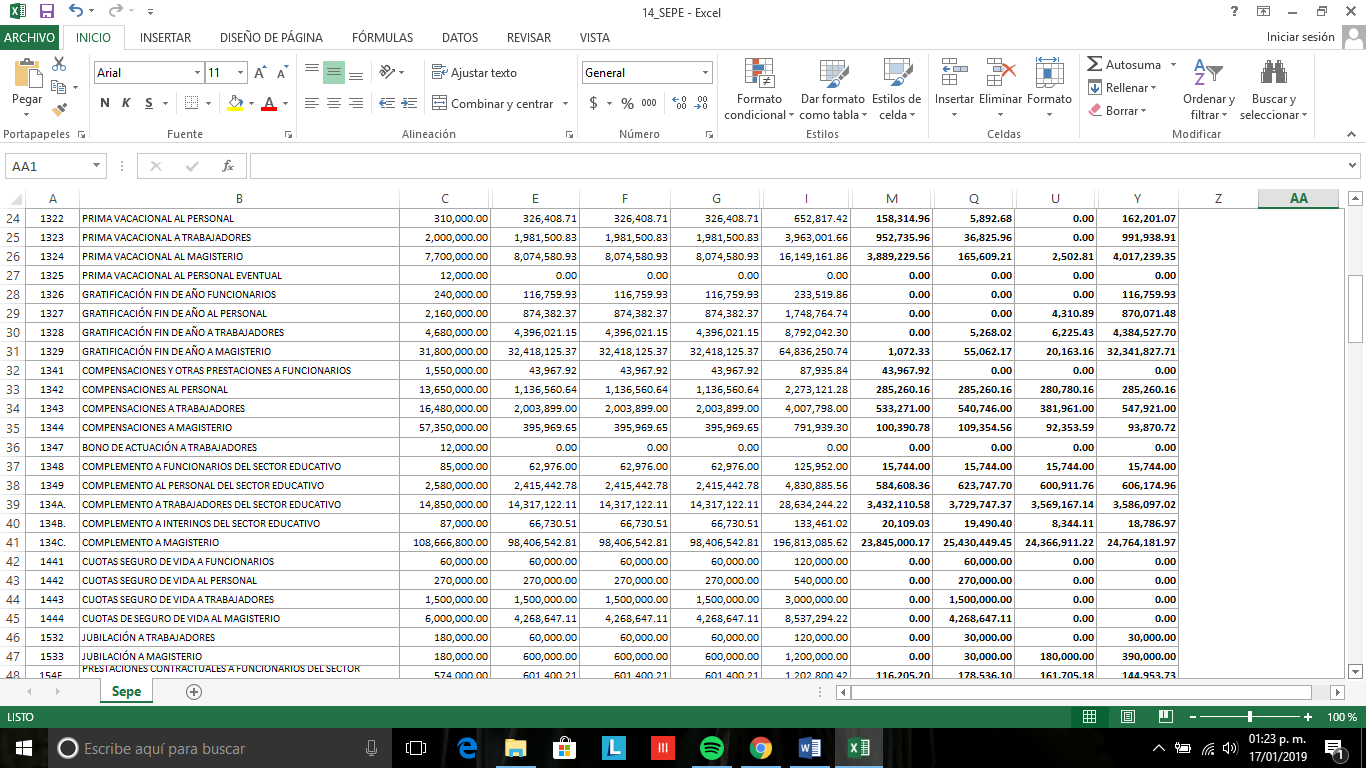 14_SEPE - Excel
ARCHIVO INICIO INSERTAR DISEÑO DE PÁGINA FÓRMULAS DATOS REVISAR VISTA Iniciar sesión
Pegar
Arial 11
N K S
Ajustar texto
Combinar y centrar
General
$ % 000
Formato condicional
Dar formato como tabla
Estilos de celda
Insertar Eliminar Formato
Autosuma
Rellenar
Borrar
Ordenar y filtrar
Buscar y seleccionar
Portapapeles Fuente Alineación Número Estilos Celdas Modificar
AA1 fx
A B C E F G I M Q U Y Z AA
24 1322 PRIMA VACACIONAL AL PERSONAL 310,000.00 326,408.71 326,408.71 326,408.71 652,817.42 158,314.96 5,892.68 0.00 162,201.07
25 1323 PRIMA VACACIONAL A TRABAJADORES 2,000,000.00 1,981,500.83 1,981,500.83 1,981,500.83 3,963,001.66 952,735.96 36,825.96 0.00 991,938.91
26 1324 PRIMA VACACIONAL AL MAGISTERIO 7,700,000.00 8,074,580.93 8,074,580.93 8,074,580.93 16,149,161.86 3,889,229.56 165,609.21 2,502.81 4,017,239.35
27 1325 PRIMA VACACIONAL AL PERSONAL EVENTUAL 12,000.00 0.00 0.00 0.00 0.00 0.00 0.00 0.00 0.00
28 1326 GRATIFICACIÓN FIN DE AÑO FUNCIONARIOS 240,000.00 116,759.93 116,759.93 116,759.93 233,519.86 0.00 0.00 0.00 116,759.93
29 1327 GRATIFICACIÓN FIN DE AÑO AL PERSONAL 2,160,000.00 874,382.37 874,382.37 874,382.37 1,748,764.74 0.00 0.00 4,310.89 870,071.48
30 1328 GRATIFICACIÓN FIN DE AÑO A TRABAJADORES 4,680,000.00 4,396,021.15 4,396,021.15 4,396,021.15 8,792,042.30 0.00 5,268.02 6,225.43 4,384,527.70
31 1329 GRATIFICACIÓN FIN DE AÑO A MAGISTERIO 31,800,000.00 32,418,125.37 32,418,125.37 32,418,125.37 64,836,250.74 1,072.33 55,062.17 20,163.16 32,341,827.71
32 1341 COMPENSACIONES Y OTRAS PRESTACIONES A FUNCIONARIOS 1,550,000.00 43,967.92 43,967.92 43,967.92 87,935.84 43,967.92 0.00 0.00 0.00
33 1342 COMPENSACIONES AL PERSONAL 13,650,000.00 1,136,560.64 1,136,560.64 1,136,560.64 2,273,121.28 285,260.16 285,260.16 280,780.16 285,260.16
34 1343 COMPENSACIONES A TRABAJADORES 16,480,000.00 2,003,899.00 2,003,899.00 2,003,899.00 4,007,798.00 533,271.00 540,746.00 381,961.00 547,921.00
35 1344 COMPENSACIONES A MAGISTERIO 57,350,000.00 395,969.65 395,969.65 395,969.65 791,939.30 100,390.78 109,354.56 92,353.59 93,870.72
36 1347 BONO DE ACTUACIÓN A TRABAJADORES 12,000.00 0.00 0.00 0.00 0.00 0.00 0.00 0.00 0.00
37 1348 COMPLEMENTO A FUNCIONARIOS DEL SECTOR EDUCATIVO 85,000.00 62,976.00 62,976.00 62,976.00 125,952.00 15,744.00 15,744.00 15,744.00 15,744.00
38 1349 COMPLEMENTO AL PERSONAL DEL SECTOR EDUCATIVO 2,580,000.00 2,415,442.78 2,415,442.78 2,415,442.78 4,830,885.56 584,608.36 623,747.70 600,911.76 606,174.96
39 134A. COMPLEMENTO A TRABAJADORES DEL SECTOR EDUCATIVO 14,850,000.00 14,317,122.11 14,317,122.11 14,317,122.11 28,634,244.22 3,432,110.58 3,729,747.37 3,569,167.14 3,586,097.02
40 134B. COMPLEMENTO A INTERINOS DEL SECTOR EDUCATIVO 87,000.00 66,730.51 66,730.51 66,730.51 133,461.02 20,109.03 19,490.40 8,344.11 18,786.97
41 134C. COMPLEMENTO A MAGISTERIO 108,666,800.00 98,406,542.81 98,406,542.81 98,406,542.81 196,813,085.62 23,845,000.17 25,430,449.45 24,366,911.22 24,764,181.97
42 1441 CUOTAS SEGURO DE VIDA A FUNCIONARIOS 60,000.00 60,000.00 60,000.00 60,000.00 120,000.00 0.00 60,000.00 0.00 0.00
43 1442 CUOTAS SEGURO DE VIDA AL PERSONAL 270,000.00 270,000.00 270,000.00 270,000.00 540,000.00 0.00 270,000.00 0.00 0.00
44 1443 CUOTAS SEGURO DE VIDA A TRABAJADORES 1,500,000.00 1,500,000.00 1,500,000.00 1,500,000.00 3,000,000.00 0.00 1,500,000.00 0.00 0.00
45 1444 CUOTAS DE SEGURO DE VIDA AL MAGISTERIO 6,000,000.00 4,268,647.11 4,268,647.11 4,268,647.11 8,537,294.22 0.00 4,268,647.11 0.00 0.00
46 1532 JUBILACIÓN A TRABAJADORES 180,000.00 60,000.00 60,000.00 60,000.00 120,000.00 0.00 30,000.00 0.00 30,000.00
47 1533 JUBILACIÓN A MAGISTERIO 180,000.00 600,000.00 600,000.00 600,000.00 1,200,000.00 0.00 30,000.00 180,000.00 390,000.00
48 PRESTACIONES CONTRACTUALES A FUNCIONARIOS DEL SECTOR 574,000.00 601,400.21 601,400.21 601,400.21 1,202,800.42 116,205.20 178,536.10 161,705.18 144,953.73
Sepe
LISTO 100 %
Escribe aquí para buscar
01:23 p. m.
17/01/2019
1